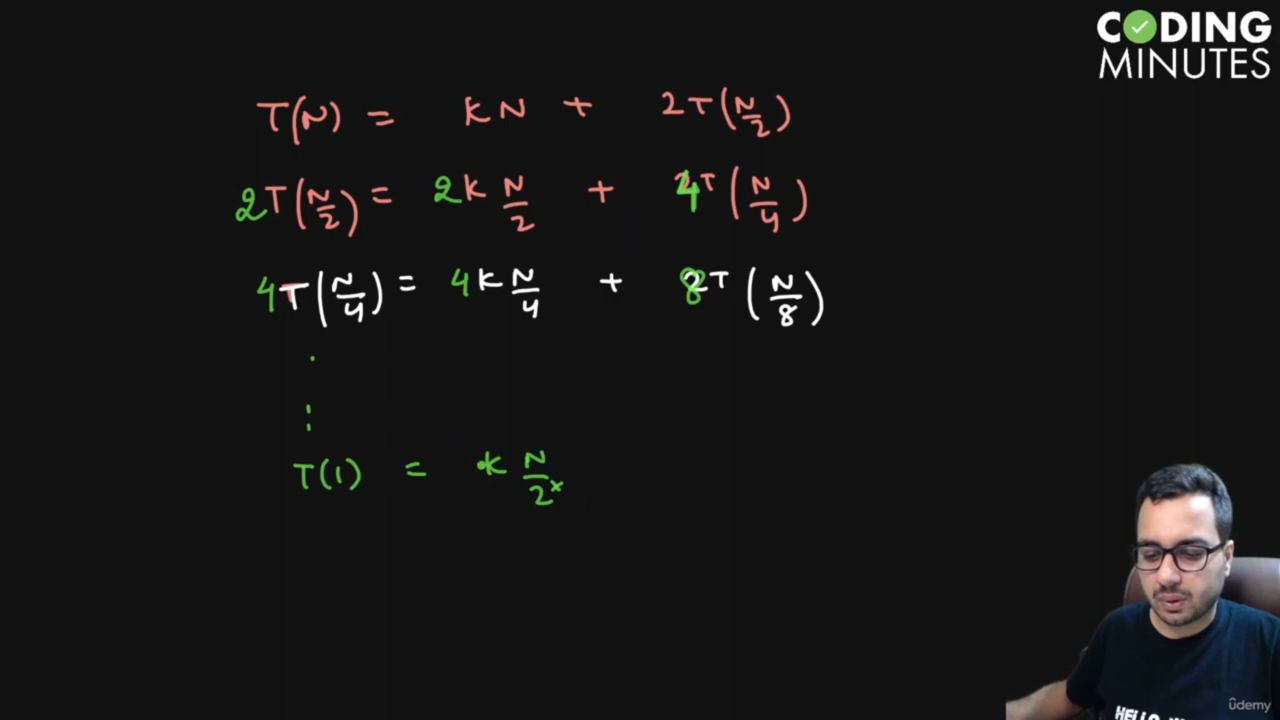 CODING
MINUTES
T(N) = KN + 2T(N/2)
2T(N/2) = 2K N/2 + 4T(N/4)
4T(N/4) = 4K N/4 + 8T(N/8)
T(1) = K N/2^x
HELLO
udemy